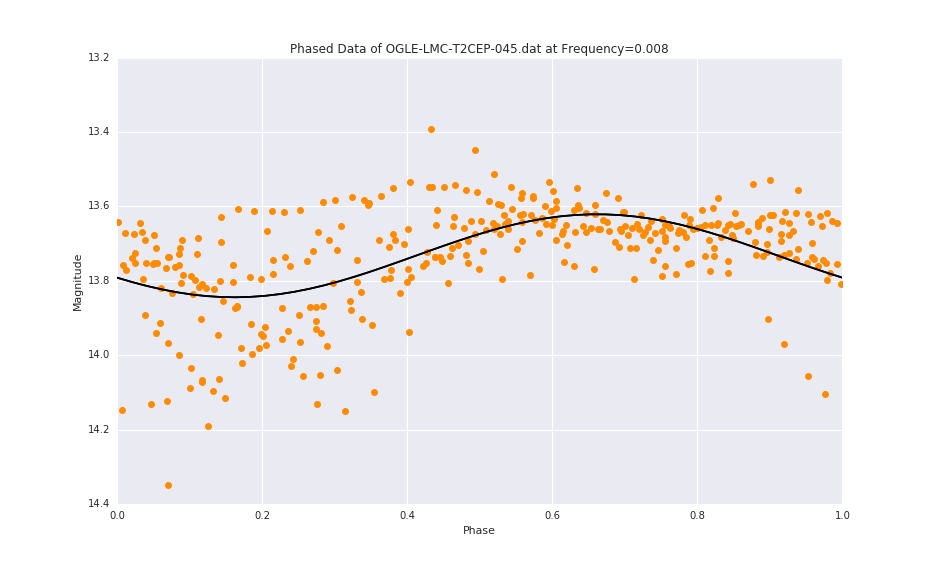 Phased Data of OGLE-LMC-T2CEP-045.dat at Frequency=0.008
13.2
13.4
13.6
13.8
14.0
14.2
14.4
Magnitude
0.0 0.2 0.4 0.6 0.8 1.0
Phase